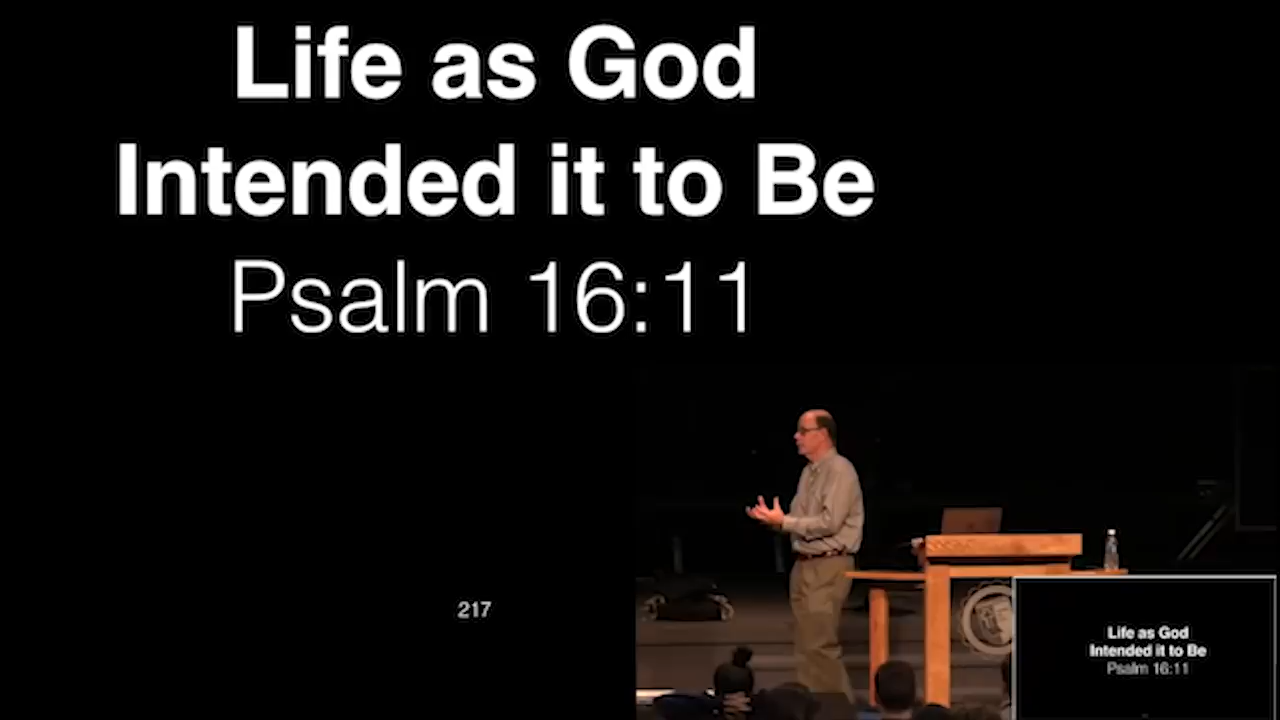 Life as God
Intended it to Be
Psalm 16:11
217
Life as God
Intended it to Be
Psalm 16:11